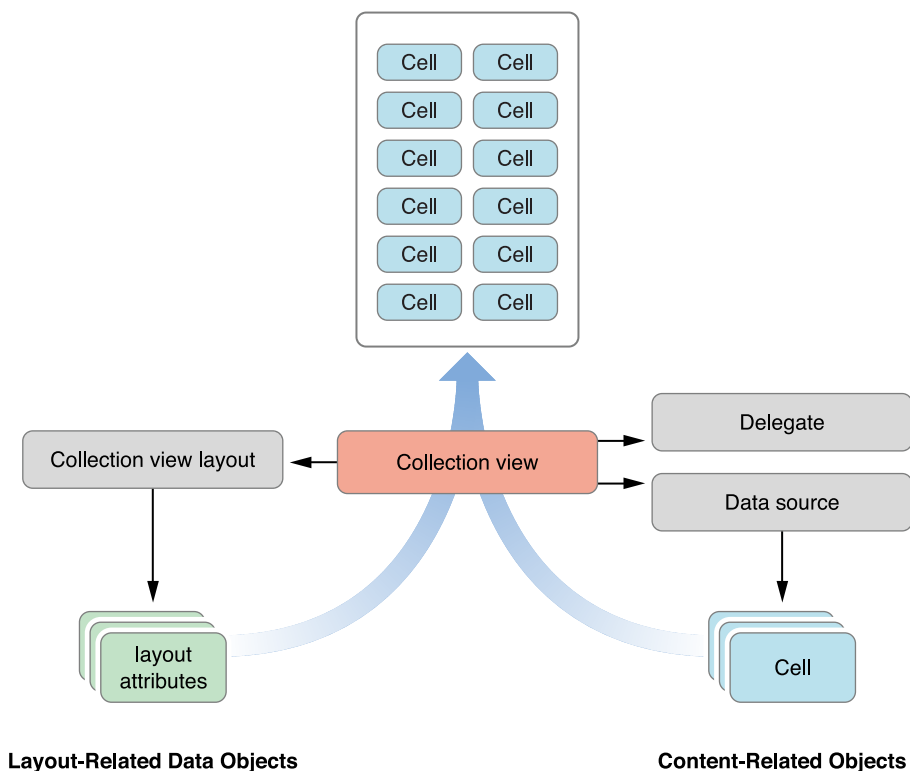 Cell Cell
Cell Cell
Cell Cell
Cell Cell
Cell Cell
Cell Cell
Delegate
Collection view layout
Collection view
Data source
layout
attributes
Cell
Layout-Related Data Objects
Content-Related Objects